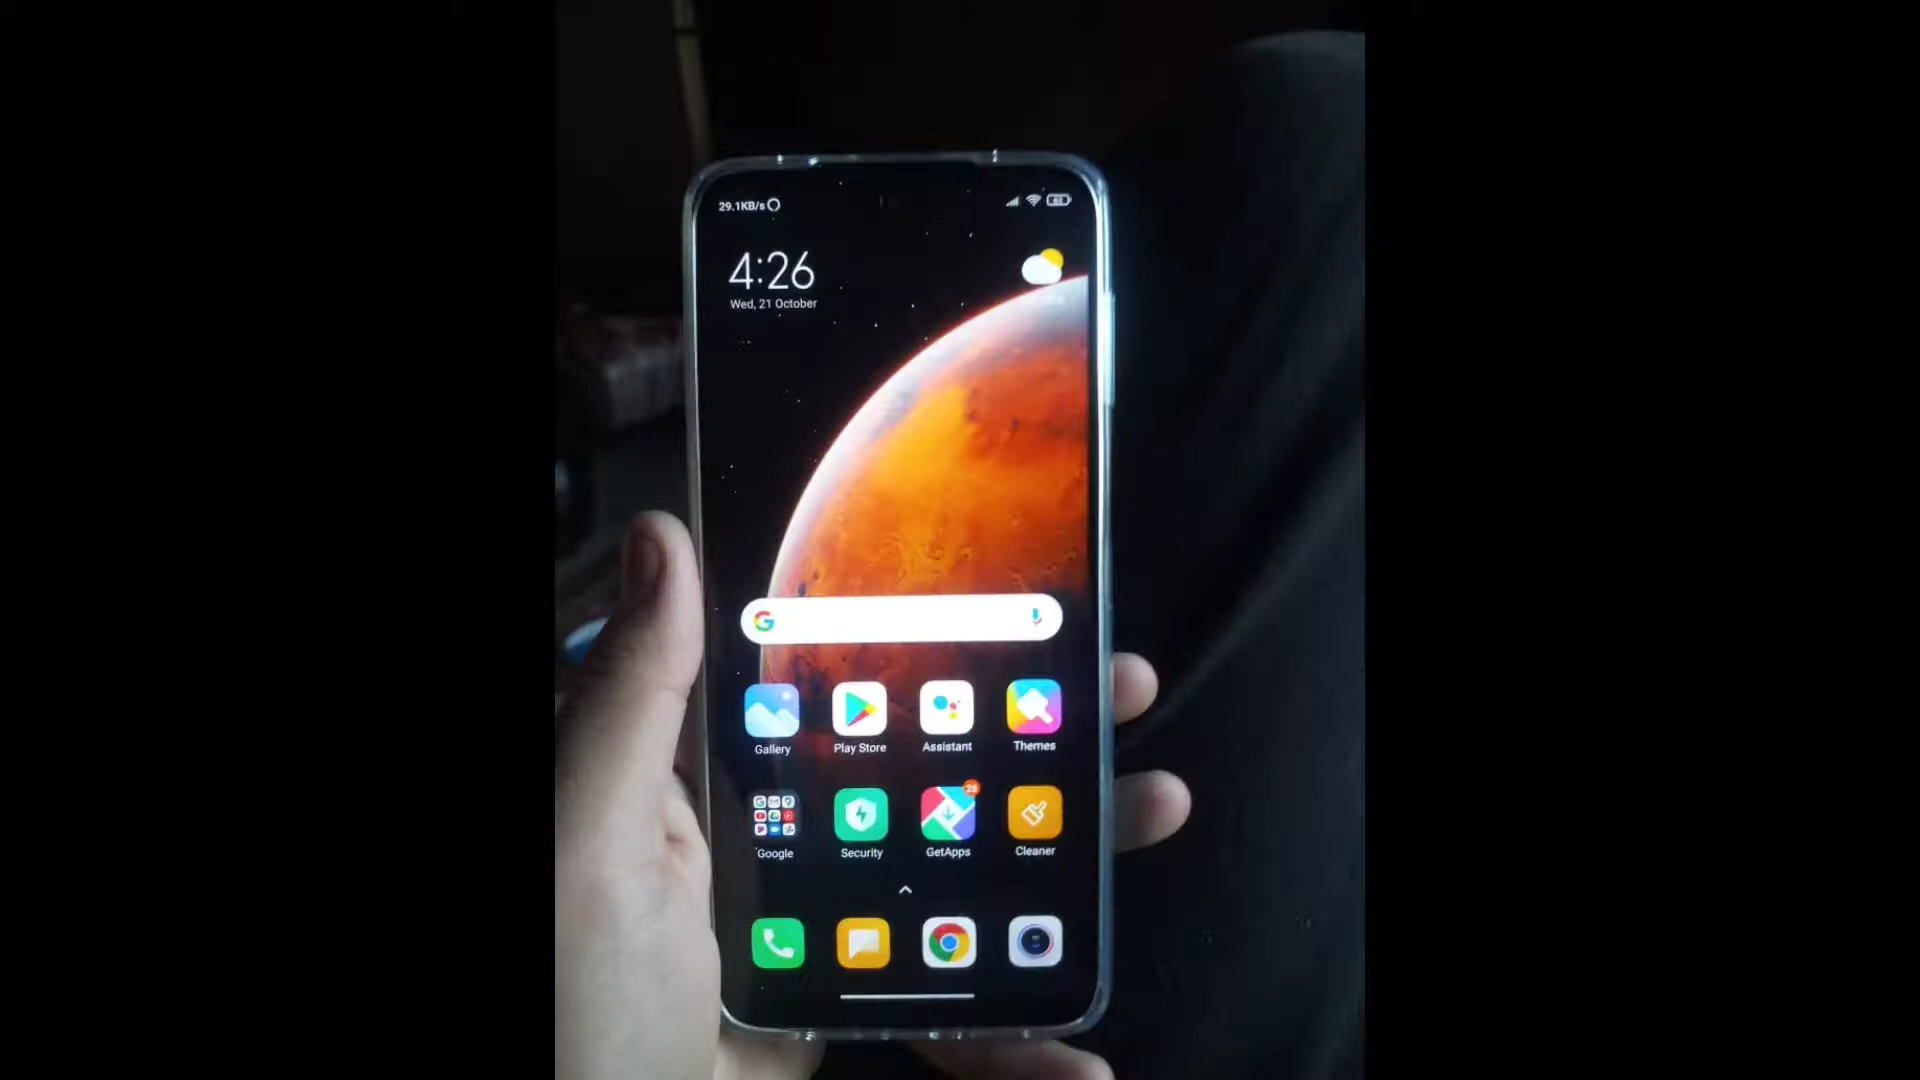 29.1KB/s
4:26
Wed, 21 October
Gallery Play Store Assistant Themes
Google Security GetApps Cleaner